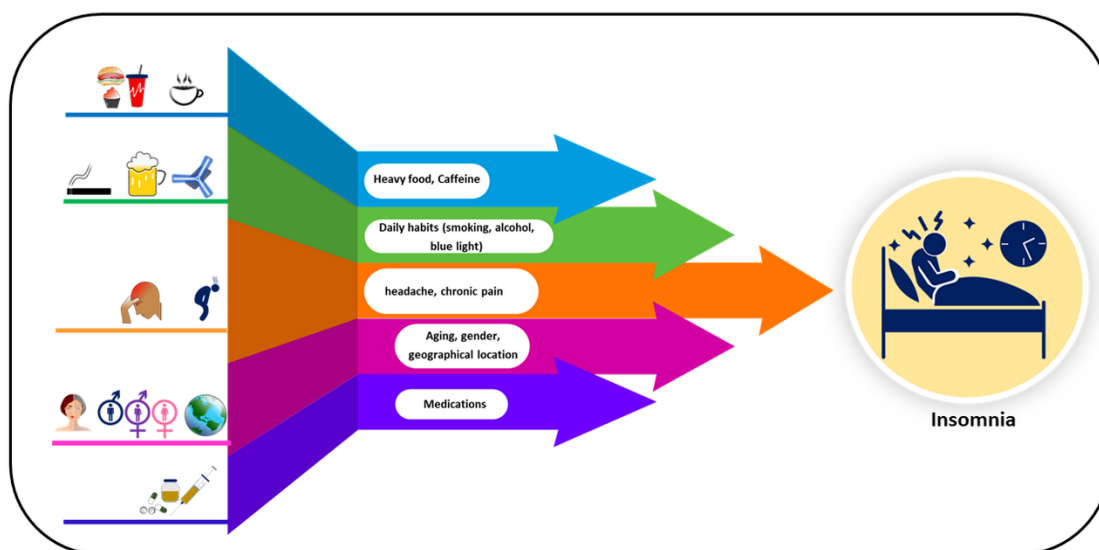 Heavy food, Caffeine
Daily habits (smoking, alcohol,
blue light)
headache, chronic pain
Aging, gender,
geographical location
Medications
Insomnia